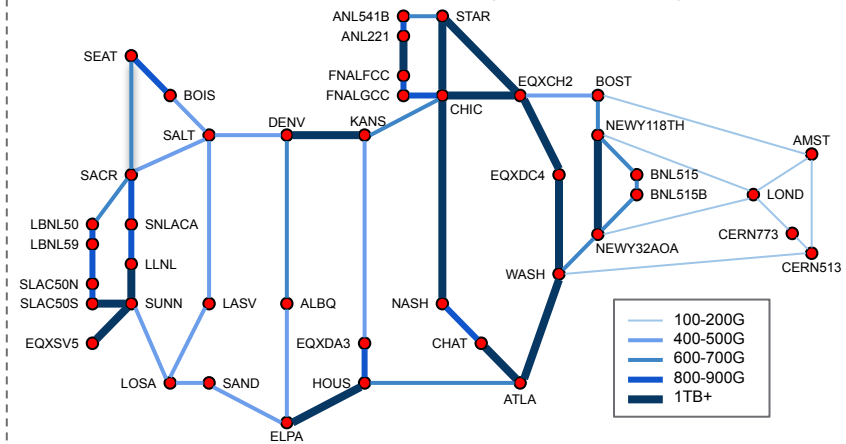 ANL541B
STAR
ANL221
SEAT
FNALFCC
EQXCH2
BOST
BOIS
FNALGCC
CHIC
DENV
KANS
NEWY118TH
SALT
AMST
SACR
EQXDC4
BNL515
BNL515B
LOND
LBNL50
SNLACA
CERN773
LBNL59
NEWY32AOA
LLNL
CERN513
WASH
SLAC50N
SLAC50S
SUNN
LASV
ALBQ
NASH
100-200G
400-500G
EQXSV5
EQXDA3
CHAT
600-700G
800-900G
LOSA
SAND
HOUS
1TB+
ATLA
ELPA